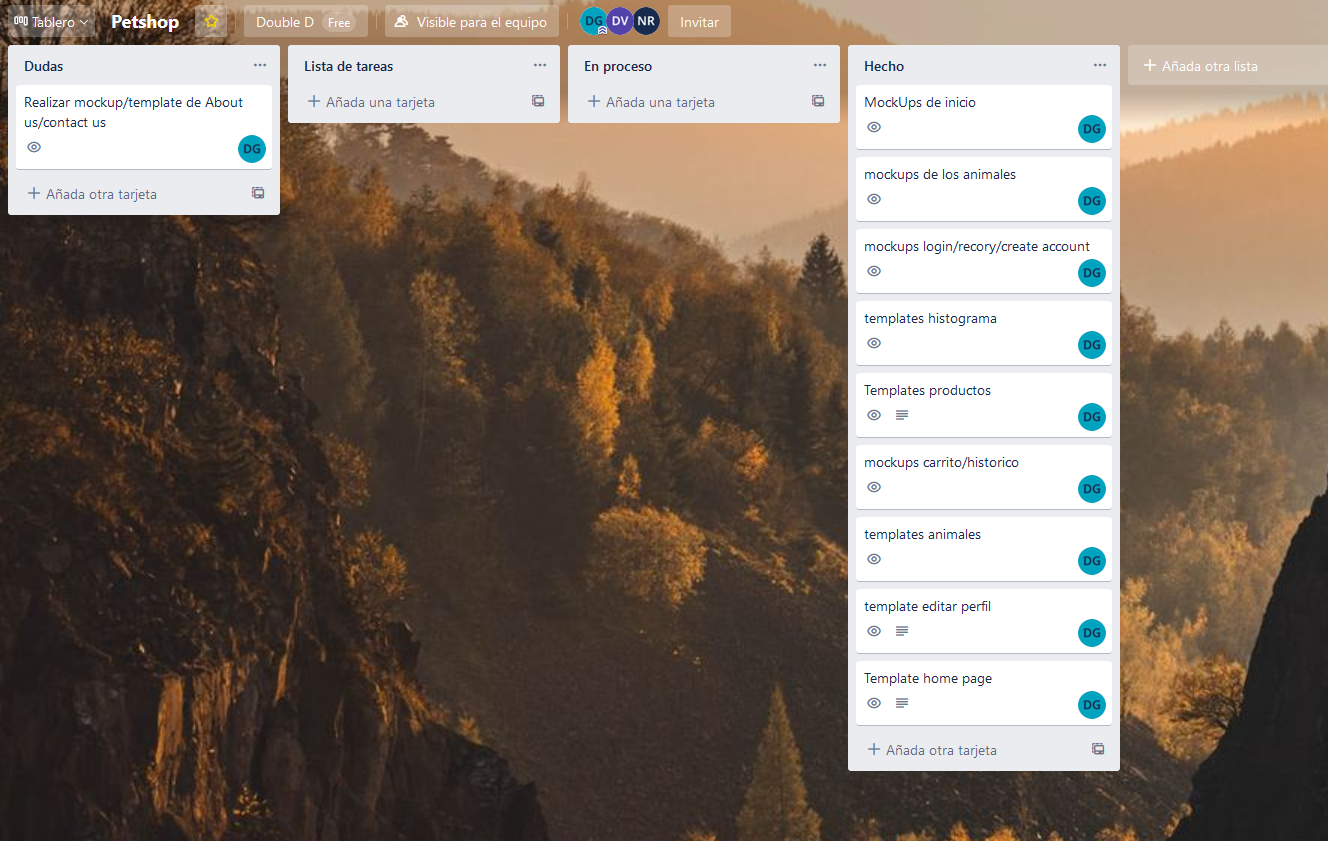 Tablero
Petshop
Double D Free
Visible para el equipo
DG DV NR
Invitar
Dudas
Realizar mockup/template de About
us/contact us
DG
Añada otra tarjeta
Lista de tareas
Añada una tarjeta
En proceso
Añada una tarjeta
Hecho
MockUps de inicio
DG
mockups de los animales
DG
mockups login/recory/create account
DG
templates histograma
DG
Templates productos
DG
mockups carrito/historico
DG
templates animales
DG
template editar perfil
DG
Template home page
DG
Añada otra tarjeta
Añada otra lista